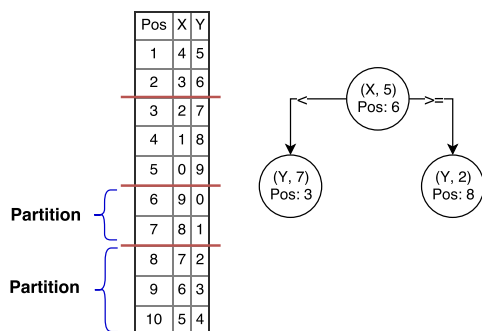 Pos X Y
1 4 5
2 3 6
3 2 7
4 1 8
5 0 9
6 9 0
7 8 1
8 7 2
9 6 3
10 5 4
Partition
Partition
(X, 5)
Pos: 6
<
>=
(Y, 7)
Pos: 3
(Y, 2)
Pos: 8